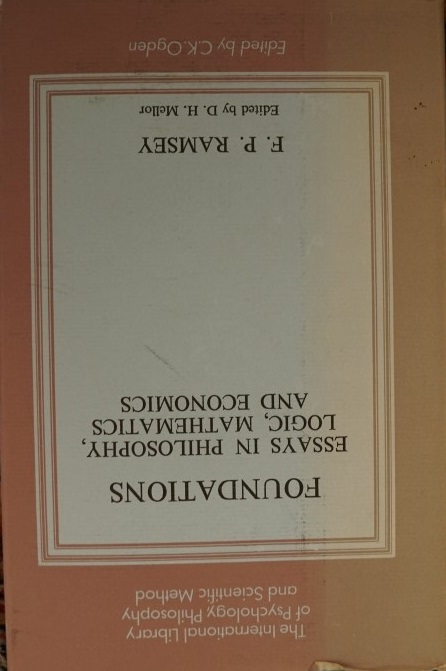 The International Library
of Psychology, Philosophy
and Scientific Method
FOUNDATIONS
ESSAYS IN PHILOSOPHY,
LOGIC, MATHEMATICS
AND ECONOMICS
F. P. RAMSEY
Edited by D. H. Mellor
Edited by C.K.Ogden